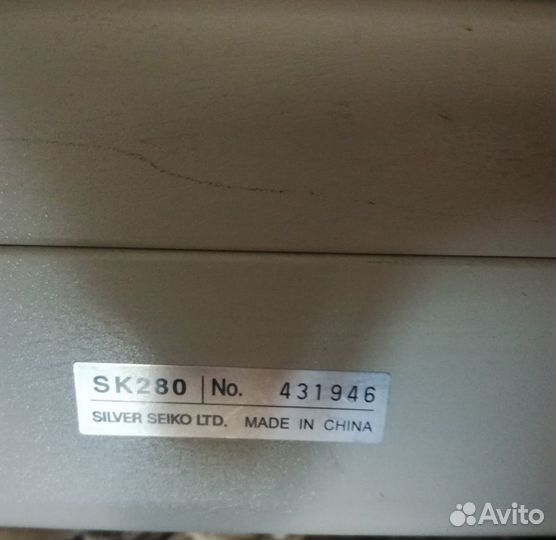 SK280 No. 431946
SILVER SEIKO LTD. MADE IN CHINA
Avito